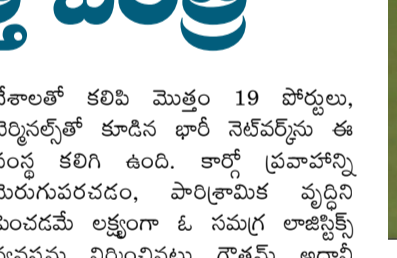 దేశాలతో కలిపి మొత్తం 19 పోర్టులు,
టెర్మినల్స్‌తో కూడిన భారీ నెట్‌వర్క్‌ను ఈ
సంస్థ కలిగి ఉంది. కార్గో ప్రవాహాన్ని
మెరుగుపరచడం, పారిశ్రామిక వృద్ధిని
పెంచడమే లక్ష్యంగా ఓ సమగ్ర లాజిస్టిక్స్